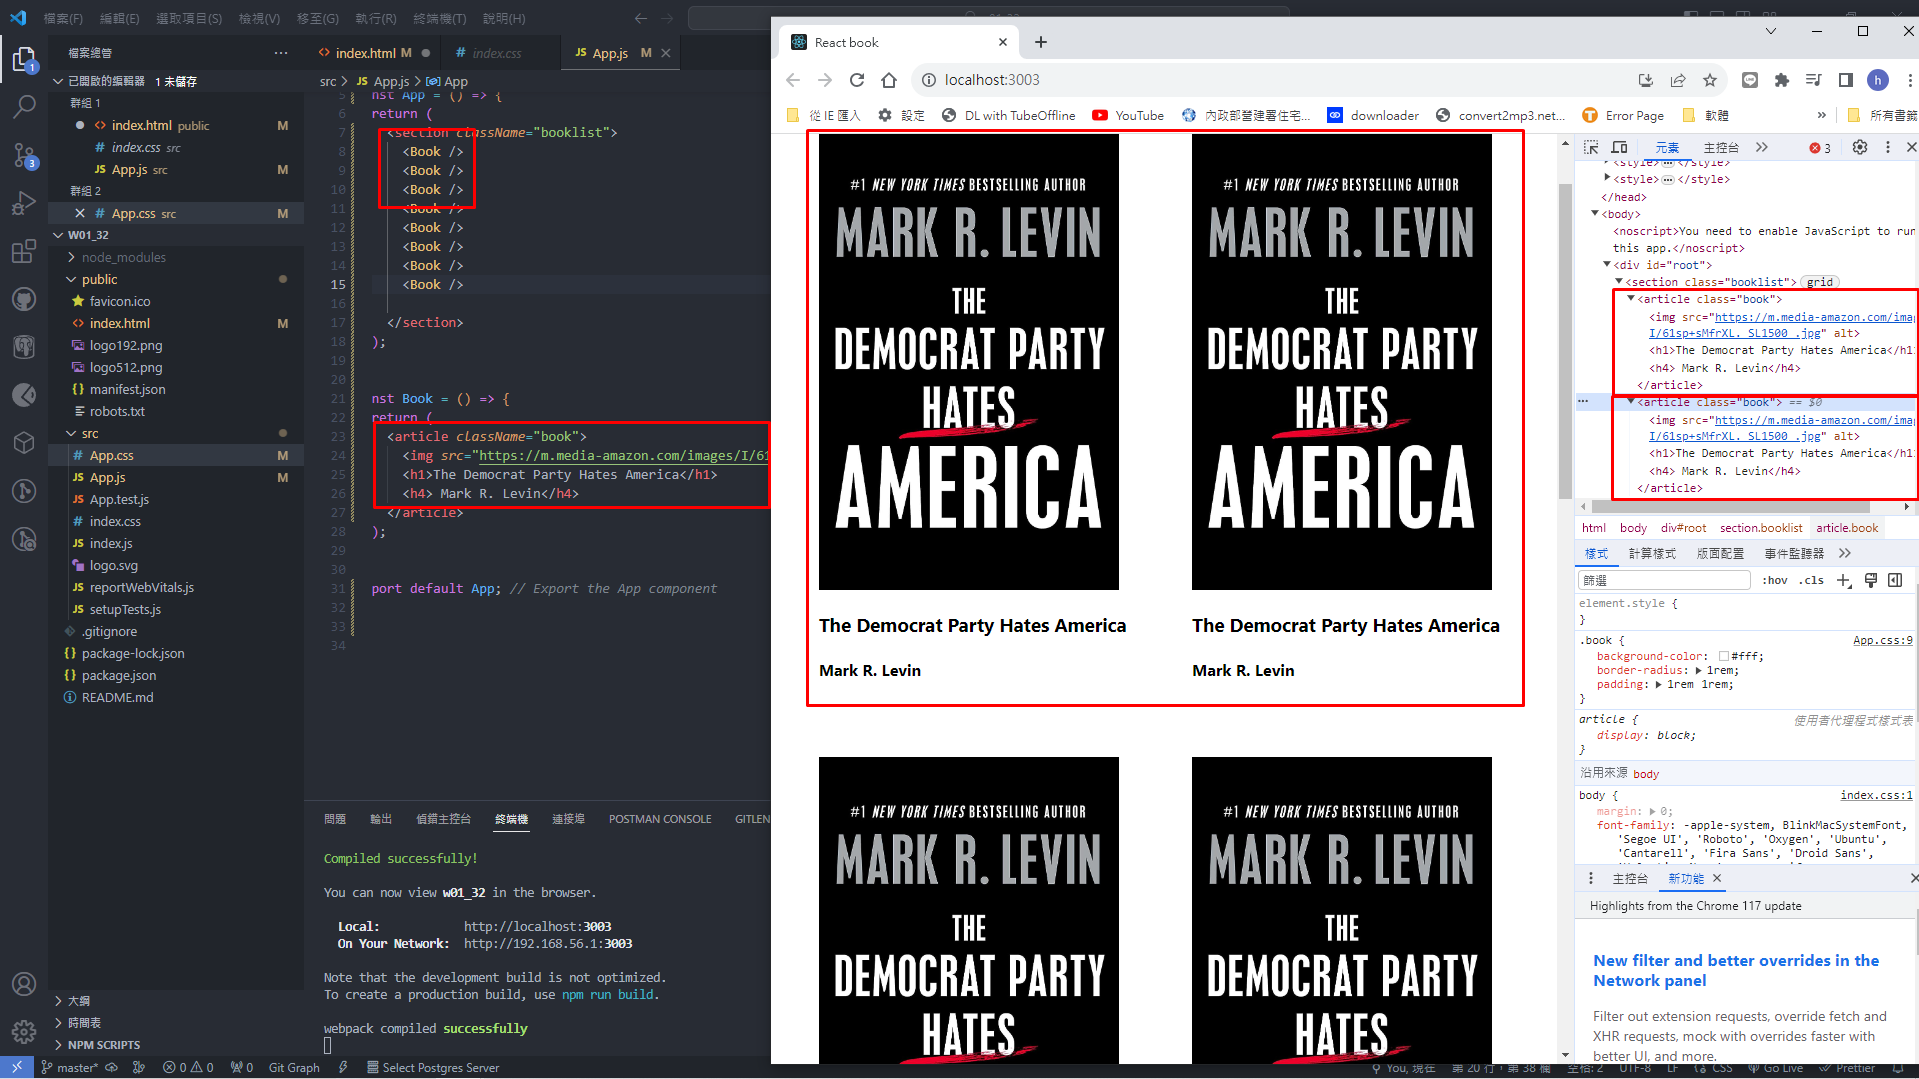 檔案(F) 編輯(E) 選取項目(S) 檢視(V) 移至(G) 執行(R) 終端機(T) 說明(H)
檔案總管
已開啟的編輯器 1 未儲存
群組 1
index.html public M
index.css src
App.js src M
群組 2
App.css src M
W01_32
node_modules
public
favicon.ico
index.html M
logo192.png
logo512.png
manifest.json
robots.txt
src
App.css M
App.js M
App.test.js
index.css
index.js
logo.svg
reportWebVitals.js
setupTests.js
.gitignore
package-lock.json
package.json
README.md
大綱
時間表
NPM SCRIPTS
1
3
index.html M
index.css
App.js M
src > App.js > App
5 nst App = () => {
6 return (
7 <section className="booklist">
8 <Book />
9 <Book />
10 <Book />
11 <Book />
12 <Book />
13 <Book />
14 <Book />
15 <Book />
16
17 </section>
18 );
19
20
21 nst Book = () => {
22 return (
23 <article className="book">
24 <img src="https://m.media-amazon.com/images/I/61
25 <h1>The Democrat Party Hates America</h1>
26 <h4> Mark R. Levin</h4>
27 </article>
28 );
29
30
31 port default App; // Export the App component
32
33
34
問題 輸出 偵錯主控台 終端機 連接埠 POSTMAN CONSOLE GITLEN
Compiled successfully!
You can now view w01_32 in the browser.
Local: http://localhost:3003
On Your Network: http://192.168.56.1:3003
Note that the development build is not optimized.
To create a production build, use npm run build.
webpack compiled successfully
master* 0 0 0 Git Graph Select Postgres Server
You, 現在 第 20 行，第 38 欄 空格: 2 UTF-8 LF CSS Go Live Prettier
React book
localhost:3003
h
從 IE 匯入 設定 DL with TubeOffline YouTube 內政部營建署住宅... downloader convert2mp3.net... Error Page 軟體 » 所有書籤
#1 NEW YORK TIMES BESTSELLING AUTHOR
MARK R. LEVIN
THE
DEMOCRAT PARTY
HATES
AMERICA
The Democrat Party Hates America
Mark R. Levin
#1 NEW YORK TIMES BESTSELLING AUTHOR
MARK R. LEVIN
THE
DEMOCRAT PARTY
HATES
AMERICA
The Democrat Party Hates America
Mark R. Levin
#1 NEW YORK TIMES BESTSELLING AUTHOR
MARK R. LEVIN
THE
DEMOCRAT PARTY
HATES
#1 NEW YORK TIMES BESTSELLING AUTHOR
MARK R. LEVIN
THE
DEMOCRAT PARTY
HATES
元素 主控台 » 3
<style>…</style>
<style>…</style>
</head>
<body>
<noscript>You need to enable JavaScript to run
this app.</noscript>
<div id="root">
<section class="booklist"> grid
<article class="book">
<img src="https://m.media-amazon.com/imag
I/61sp+sMfrXL._SL1500_.jpg" alt>
<h1>The Democrat Party Hates America</h1
<h4> Mark R. Levin</h4>
</article>
<article class="book"> == $0
<img src="https://m.media-amazon.com/imag
I/61sp+sMfrXL._SL1500_.jpg" alt>
<h1>The Democrat Party Hates America</h1
<h4> Mark R. Levin</h4>
</article>
html body div#root section.booklist article.book
樣式 計算樣式 版面配置 事件監聽器 »
篩選 :hov .cls
element.style {
}
.book { App.css:9
background-color: #fff;
border-radius: 1rem;
padding: 1rem 1rem;
}
article { 使用者代理程式樣式表
display: block;
}
沿用來源 body
body { index.css:1
margin: 0;
font-family: -apple-system, BlinkMacSystemFont,
'Segoe UI', 'Roboto', 'Oxygen', 'Ubuntu',
'Cantarell', 'Fira Sans', 'Droid Sans',
主控台 新功能
Highlights from the Chrome 117 update
New filter and better overrides in the
Network panel
Filter out extension requests, override fetch and
XHR requests, mock with overrides faster with
better UI, and more.